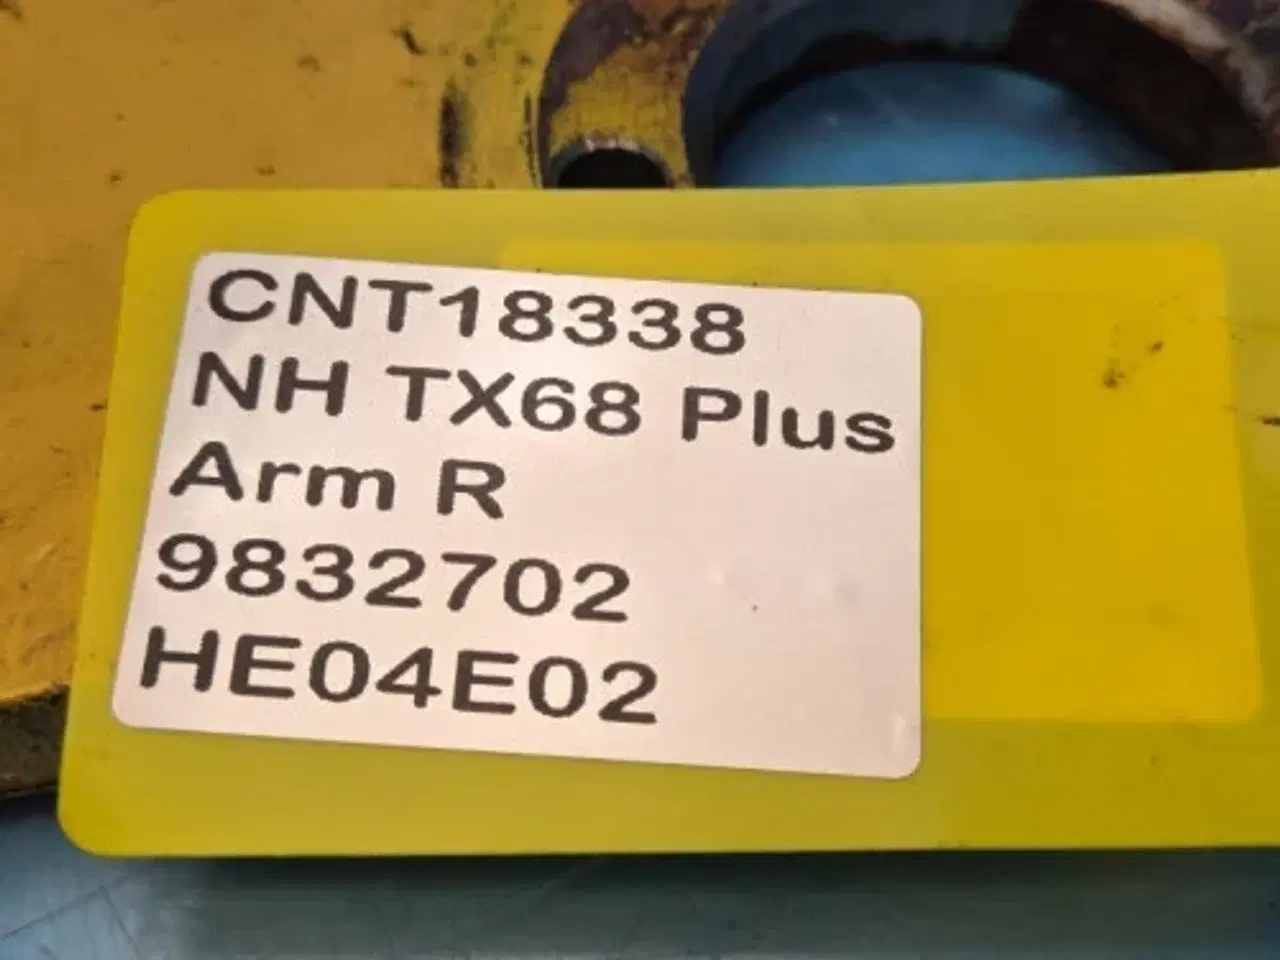 CNT18338
NH TX68 Plus
Arm R
9832702
HE04E02